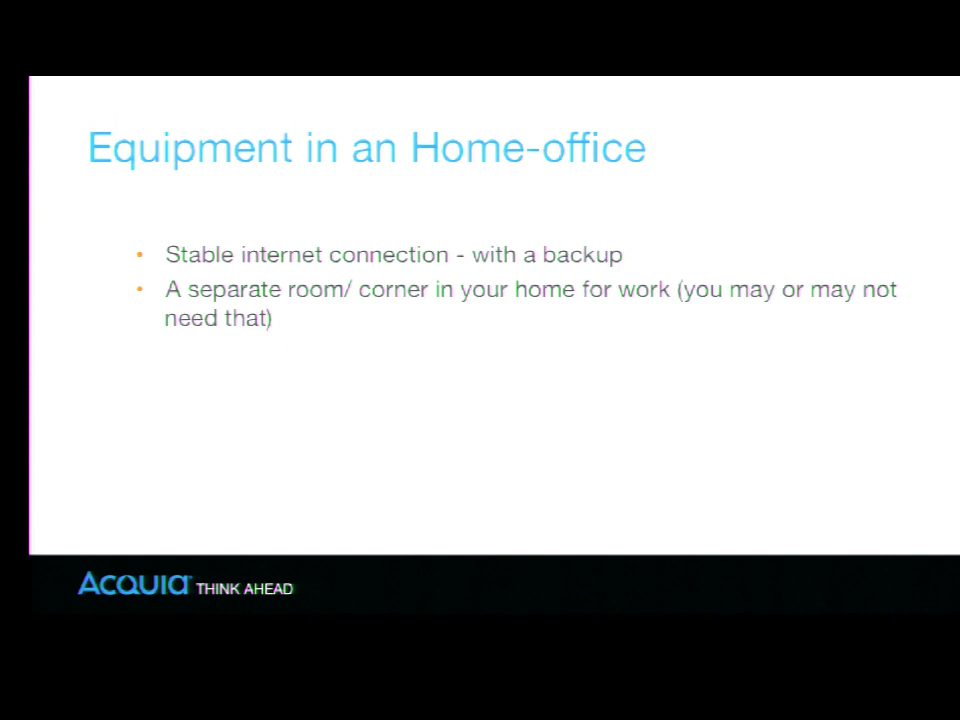 Equipment in an Home-office
• Stable internet connection - with a backup
• A separate room/ corner in your home for work (you may or may not
need that)
ACQUIA THINK AHEAD